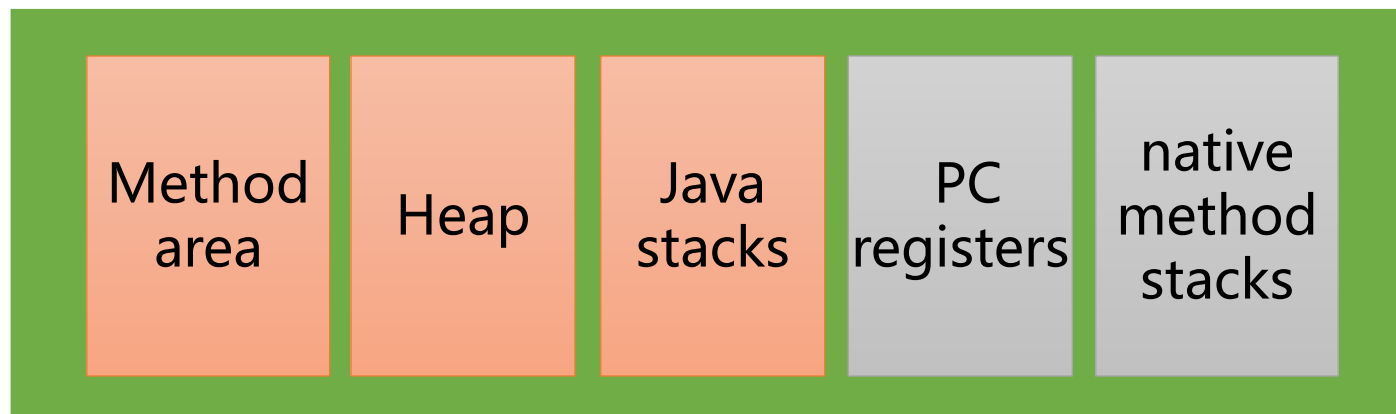 Method
area
Heap
Java
stacks
PC
registers
native
method
stacks